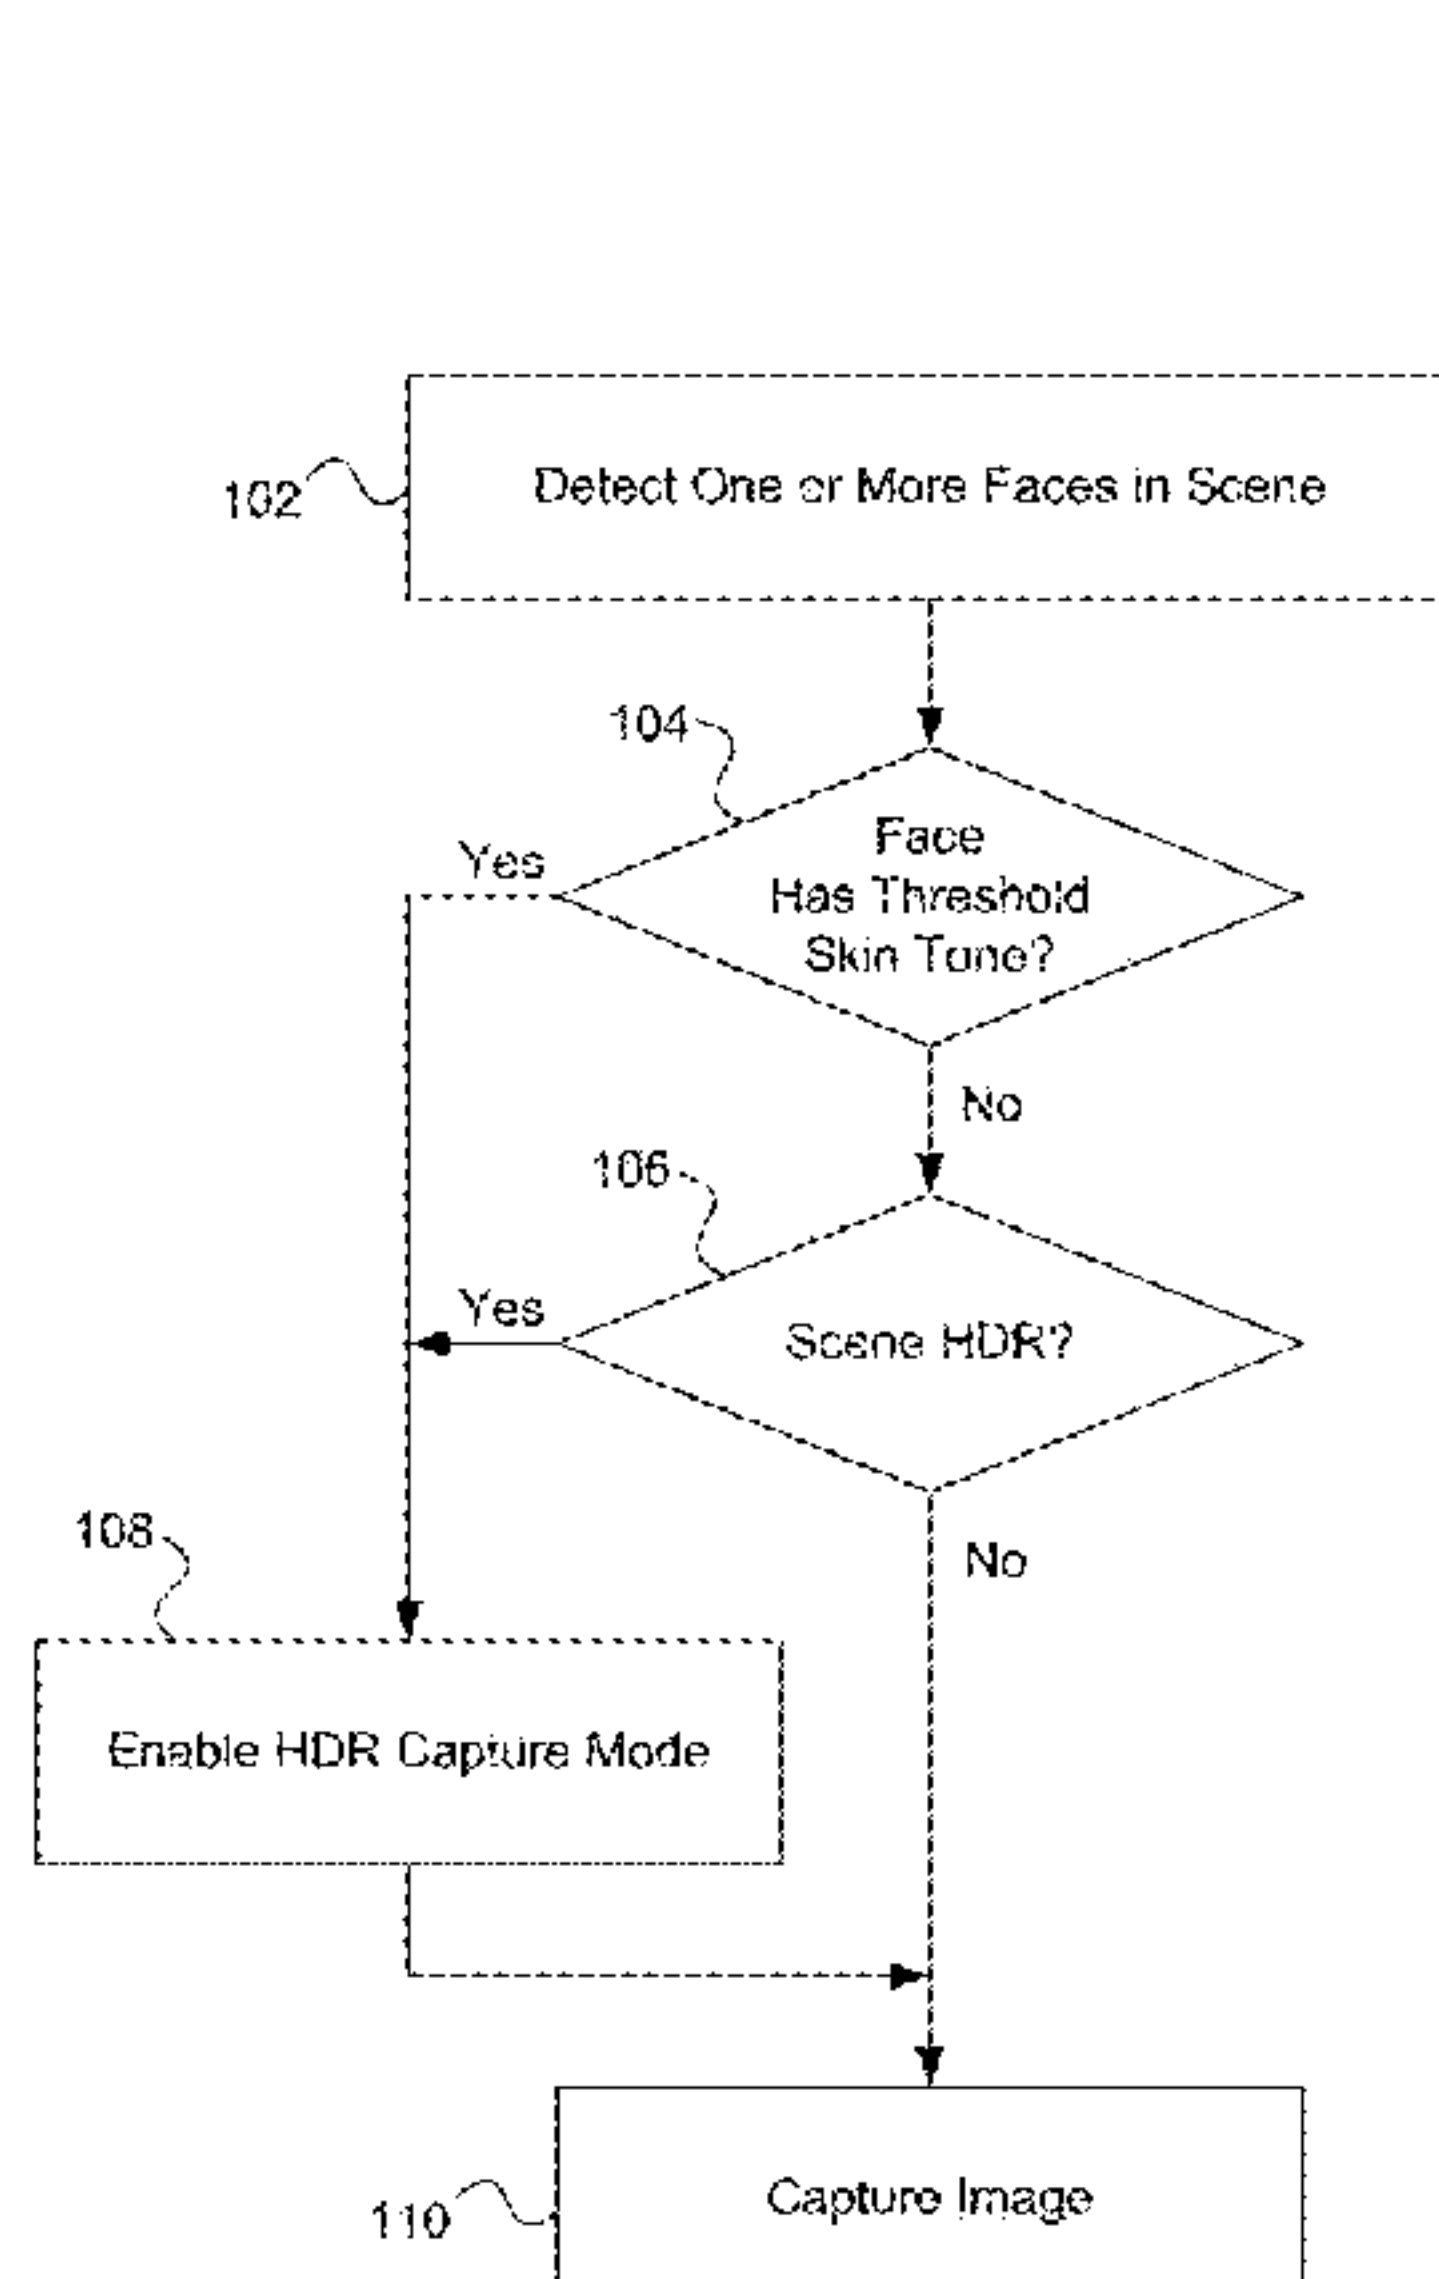 102
Detect One or More Faces in Scene
104
Yes
Face
Has Threshold
Skin Tone?
No
106
Yes
Scene HDR?
108
No
Enable HDR Capture Mode
110
Capture Image